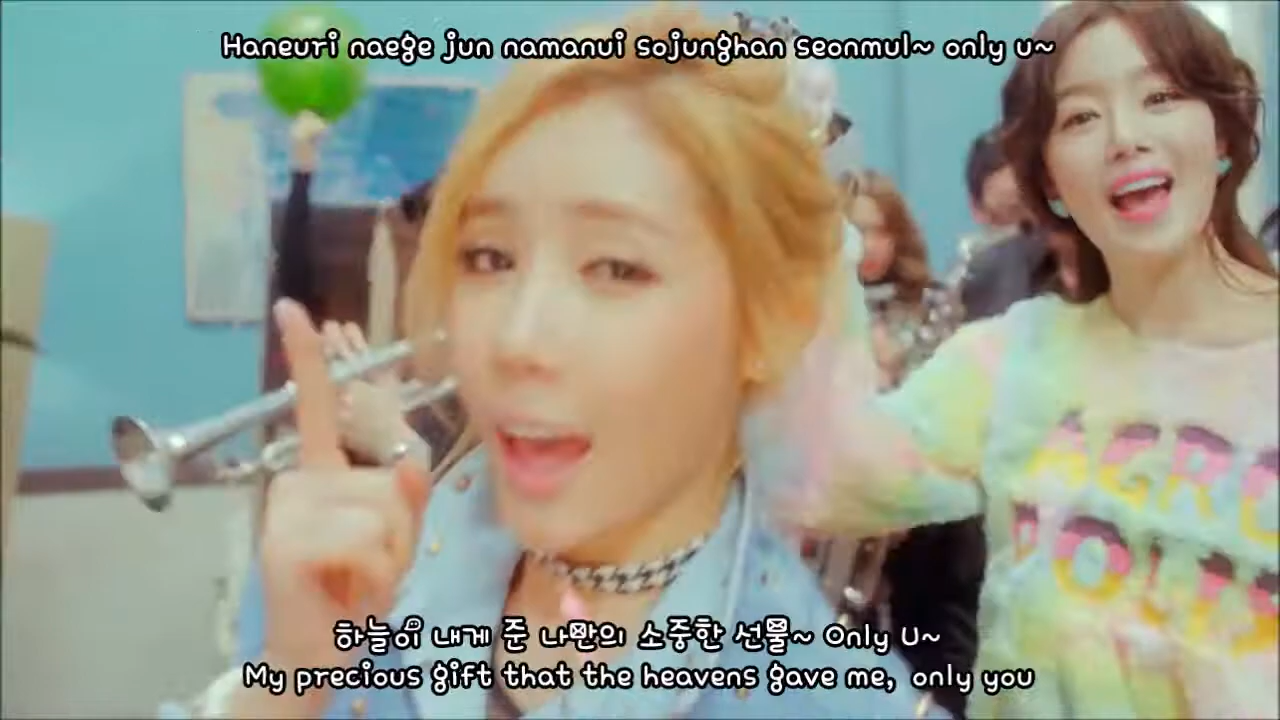 Haneuri naege jun namanui sojunghan seonmul~ only u~
하늘이 내게 준 나만의 소중한 선물~ Only U~
My precious gift that the heavens gave me, only you